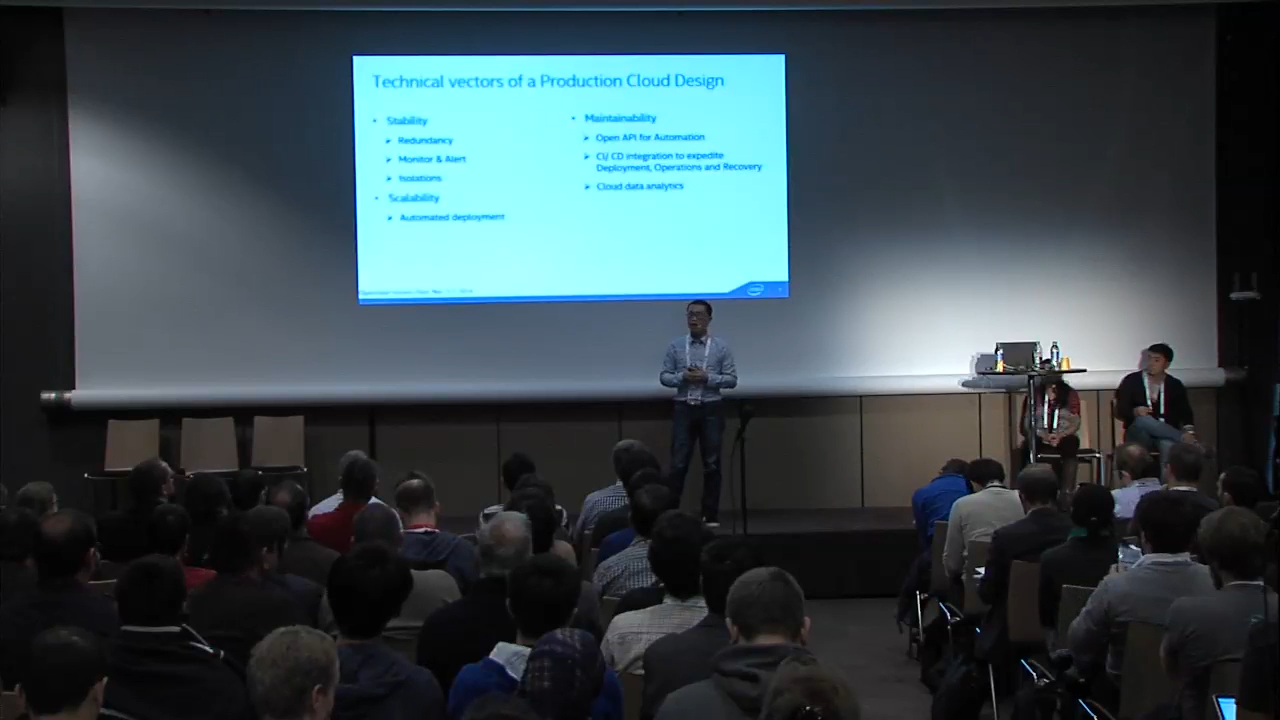 Technical vectors of a Production Cloud Design
• Stability
➢ Redundancy
➢ Monitor & Alert
➢ Isolations
• Scalability
➢ Automated deployment
• Maintainability
➢ Open API for Automation
➢ CI/ CD integration to expedite
Deployment, Operations and Recovery
➢ Cloud data analytics